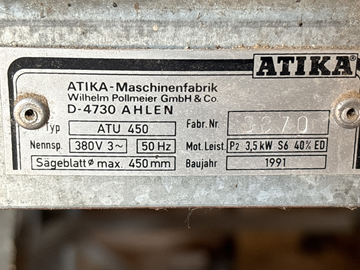 ATIKA®
ATIKA-Maschinenfabrik
Wilhelm Pollmeier GmbH & Co.
D-4730 AHLEN
Typ ATU 450 Fabr. Nr.
Nennsp. 380V 3~ 50 Hz Mot. Leist. P2 3,5 kW S6 40% ED
Sägeblatt ø max. 450 mm Baujahr 1991